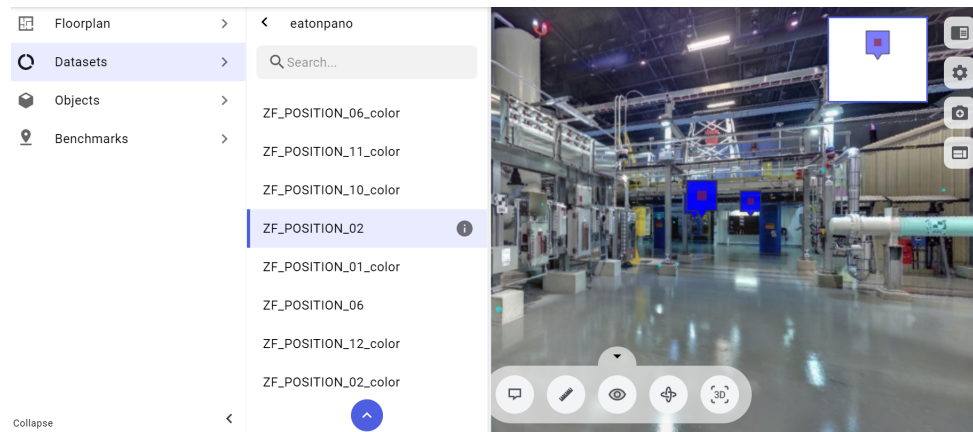 Floorplan
Datasets
Objects
Benchmarks
Collapse
eatonpano
Search...
ZF_POSITION_06_color
ZF_POSITION_11_color
ZF_POSITION_10_color
ZF_POSITION_02
ZF_POSITION_01_color
ZF_POSITION_06
ZF_POSITION_12_color
ZF_POSITION_02_color
3D